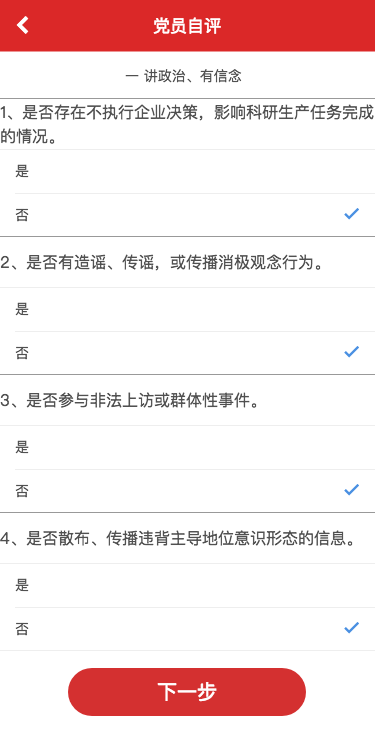 党员自评
一 讲政治、有信念
1、是否存在不执行企业决策，影响科研生产任务完成
的情况。
是
否
2、是否有造谣、传谣，或传播消极观念行为。
是
否
3、是否参与非法上访或群体性事件。
是
否
4、是否散布、传播违背主导地位意识形态的信息。
是
否
下一步